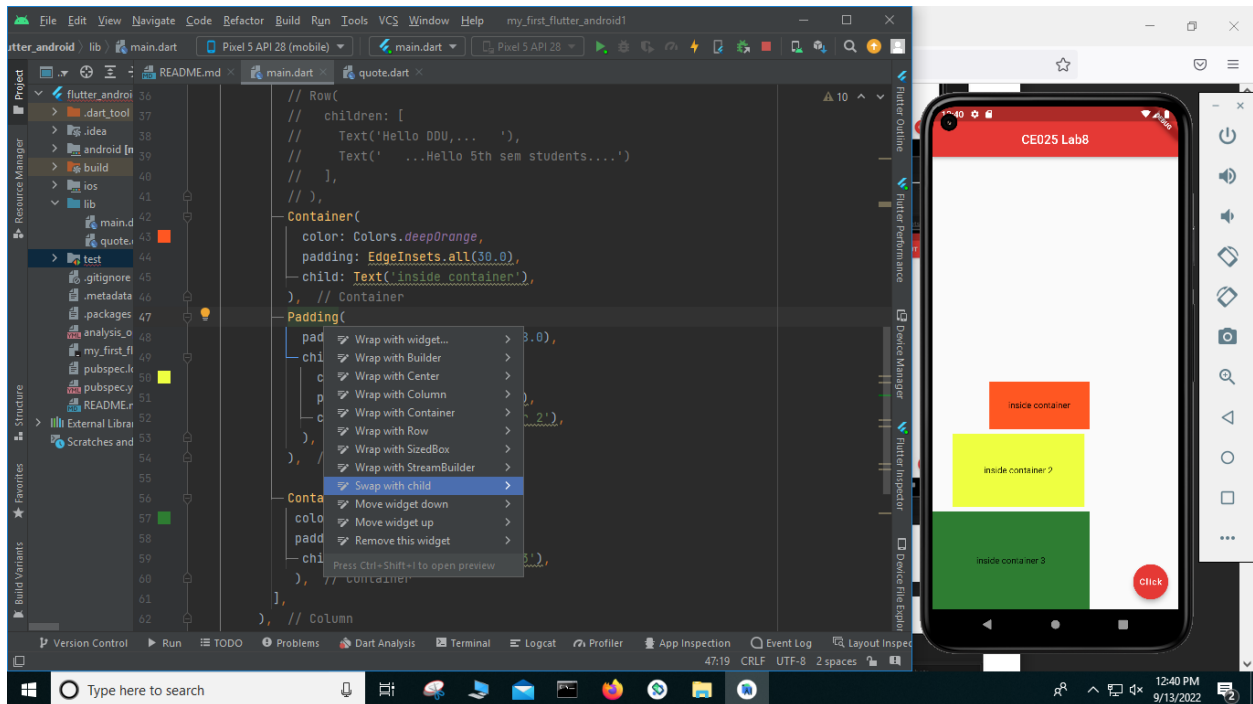 File Edit View Navigate Code Refactor Build Run Tools VCS Window Help my_first_flutter_android1
utter_android lib main.dart Pixel 5 API 28 (mobile) main.dart Pixel 5 API 28
README.md main.dart quote.dart
Project
Resource Manager
Structure
Favorites
Build Variants
flutter_androi
.dart_tool
.idea
android [n
build
ios
lib
main.d
quote.
test
.gitignore
.metadata
.packages
analysis_o
my_first_fl
pubspec.lo
pubspec.y
README.r
External Librar
Scratches and
36 // Row(
37 // children: [
38 // Text('Hello DDU,... '),
39 // Text(' ...Hello 5th sem students....')
40 // ],
41 // ),
42 Container(
43 color: Colors.deepOrange,
44 padding: EdgeInsets.all(30.0),
45 child: Text('inside container'),
46 ), // Container
47 Padding(
48 pad 3.0),
49 chi
50 c
51 p ),
52 c 2'),
53 ),
54 ), /
55
56 Conta
57 colo
58 padd
59 chi 3'),
60 ), // Container
61 ],
62 ), // Column
10
Wrap with widget...
Wrap with Builder
Wrap with Center
Wrap with Column
Wrap with Container
Wrap with Row
Wrap with SizedBox
Wrap with StreamBuilder
Swap with child
Move widget down
Move widget up
Remove this widget
Press Ctrl+Shift+I to open preview
Flutter Outline
Flutter Performance
Device Manager
Flutter Inspector
Device File Explor
Version Control Run TODO Problems Dart Analysis Terminal Logcat Profiler App Inspection Event Log Layout Inspec
47:19 CRLF UTF-8 2 spaces
12:40
DEBUG
CE025 Lab8
inside container
inside container 2
inside container 3
Click
Type here to search
12:40 PM
9/13/2022
2